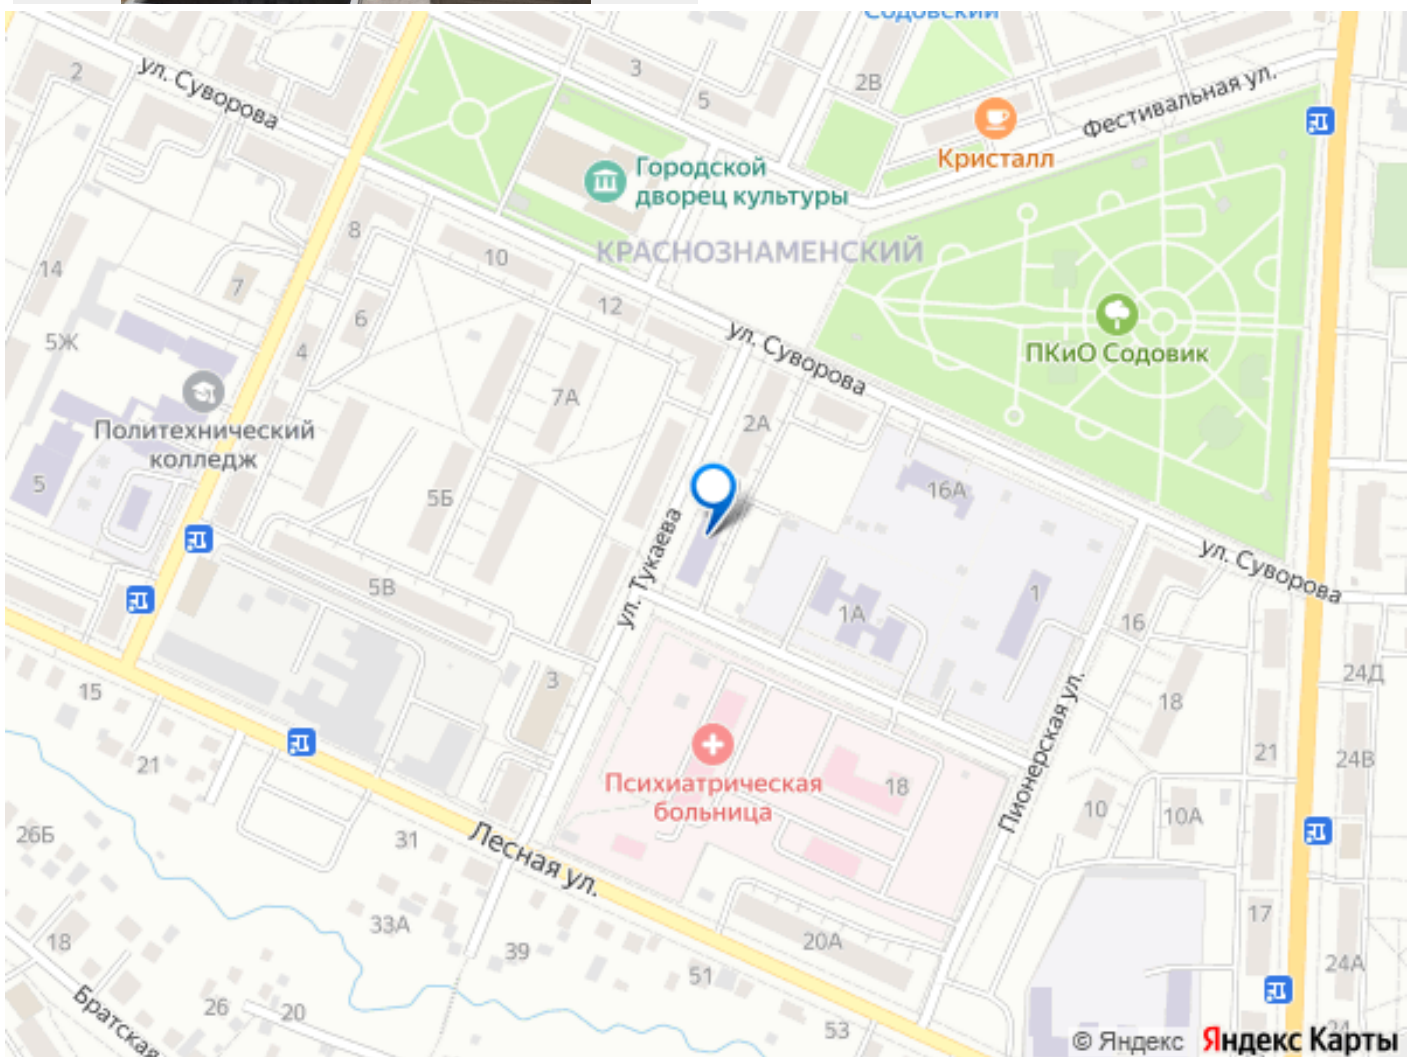 Содовский
ул. Суворова
2
3
5
2В
Фестивальная ул.
Кристалл
Городской
дворец культуры
КРАСНОЗНАМЕНСКИЙ
8
10
14
7
12
6
5Ж
4
ул. Суворова
ПКиО Содовик
7А
2А
Политехнический
колледж
5
5Б
16А
ул. Тукаева
ул. Суворова
5В
1А
1
16
3
24Д
15
18
Пионерская ул.
21
21
24В
Психиатрическая
больница
18
10
10А
26Б
31
Лесная ул.
33А
17
18
39
20А
51
24А
26
20
Братская
53
© Яндекс Яндекс Карты